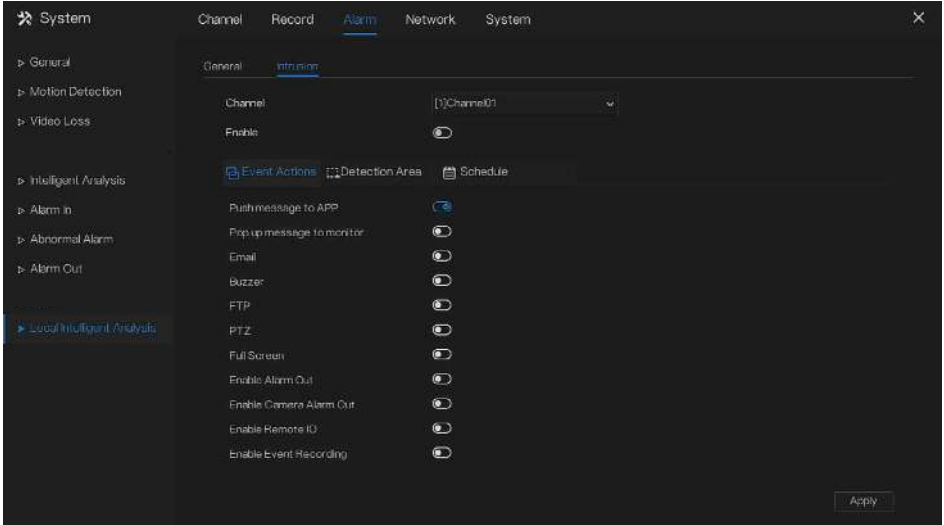 System
Channel Record Alarm Network System
General
Motion Detection
Video Loss
Intelligent Analysis
Alarm In
Abnormal Alarm
Alarm Out
Local Intelligent Analysis
General Intrusion
Channel [1]Channel01
Enable
Event Actions Detection Area Schedule
Push message to APP
Pop up message to monitor
Email
Buzzer
FTP
PTZ
Full Screen
Enable Alarm Out
Enable Camera Alarm Out
Enable Remote IO
Enable Event Recording
Apply